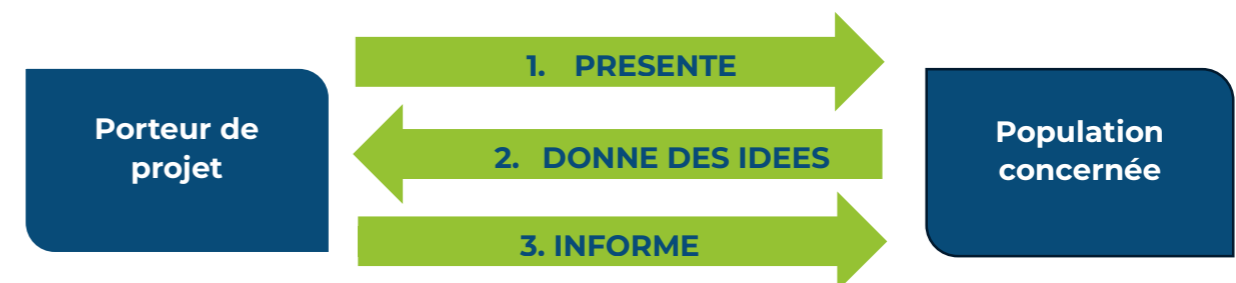 Porteur de
projet
1. PRESENTE
2. DONNE DES IDEES
3. INFORME
Population
concernée